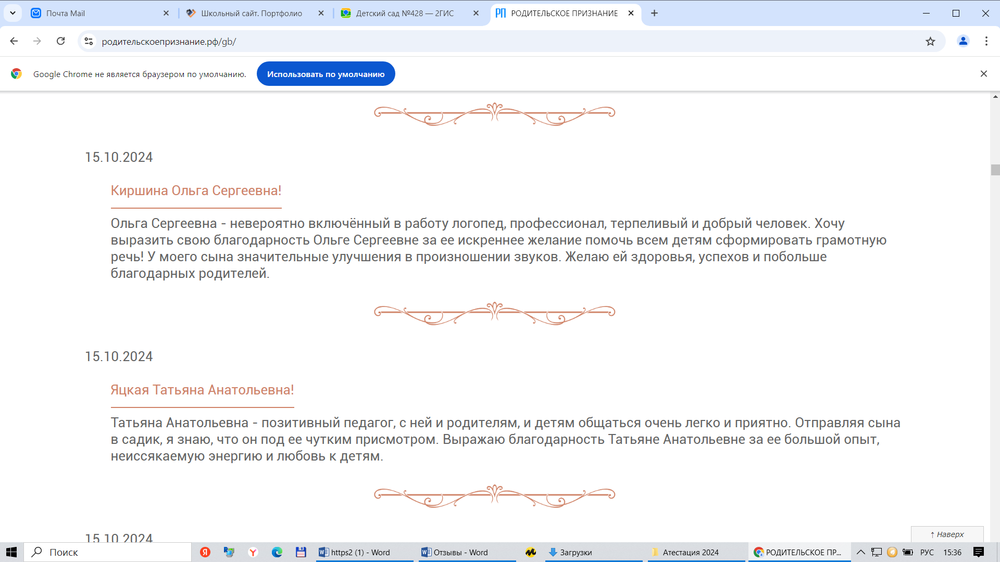 Почта Mail
Школьный сайт. Портфолио
Детский сад №428 — 2ГИС
РП РОДИТЕЛЬСКОЕ ПРИЗНАНИЕ
родительскоепризнание.рф/gb/
Google Chrome не является браузером по умолчанию.
Использовать по умолчанию
15.10.2024
Киршина Ольга Сергеевна!
Ольга Сергеевна - невероятно включённый в работу логопед, профессионал, терпеливый и добрый человек. Хочу
выразить свою благодарность Ольге Сергеевне за ее искреннее желание помочь всем детям сформировать грамотную
речь! У моего сына значительные улучшения в произношении звуков. Желаю ей здоровья, успехов и побольше
благодарных родителей.
15.10.2024
Яцкая Татьяна Анатольевна!
Татьяна Анатольевна - позитивный педагог, с ней и родителям, и детям общаться очень легко и приятно. Отправляя сына
в садик, я знаю, что он под ее чутким присмотром. Выражаю благодарность Татьяне Анатольевне за ее большой опыт,
неиссякаемую энергию и любовь к детям.
15.10.2024
↑ Наверх
Поиск
https2 (1) - Word
Отзывы - Word
Загрузки
Атестация 2024
РОДИТЕЛЬСКОЕ ПР...
РУС
15:36